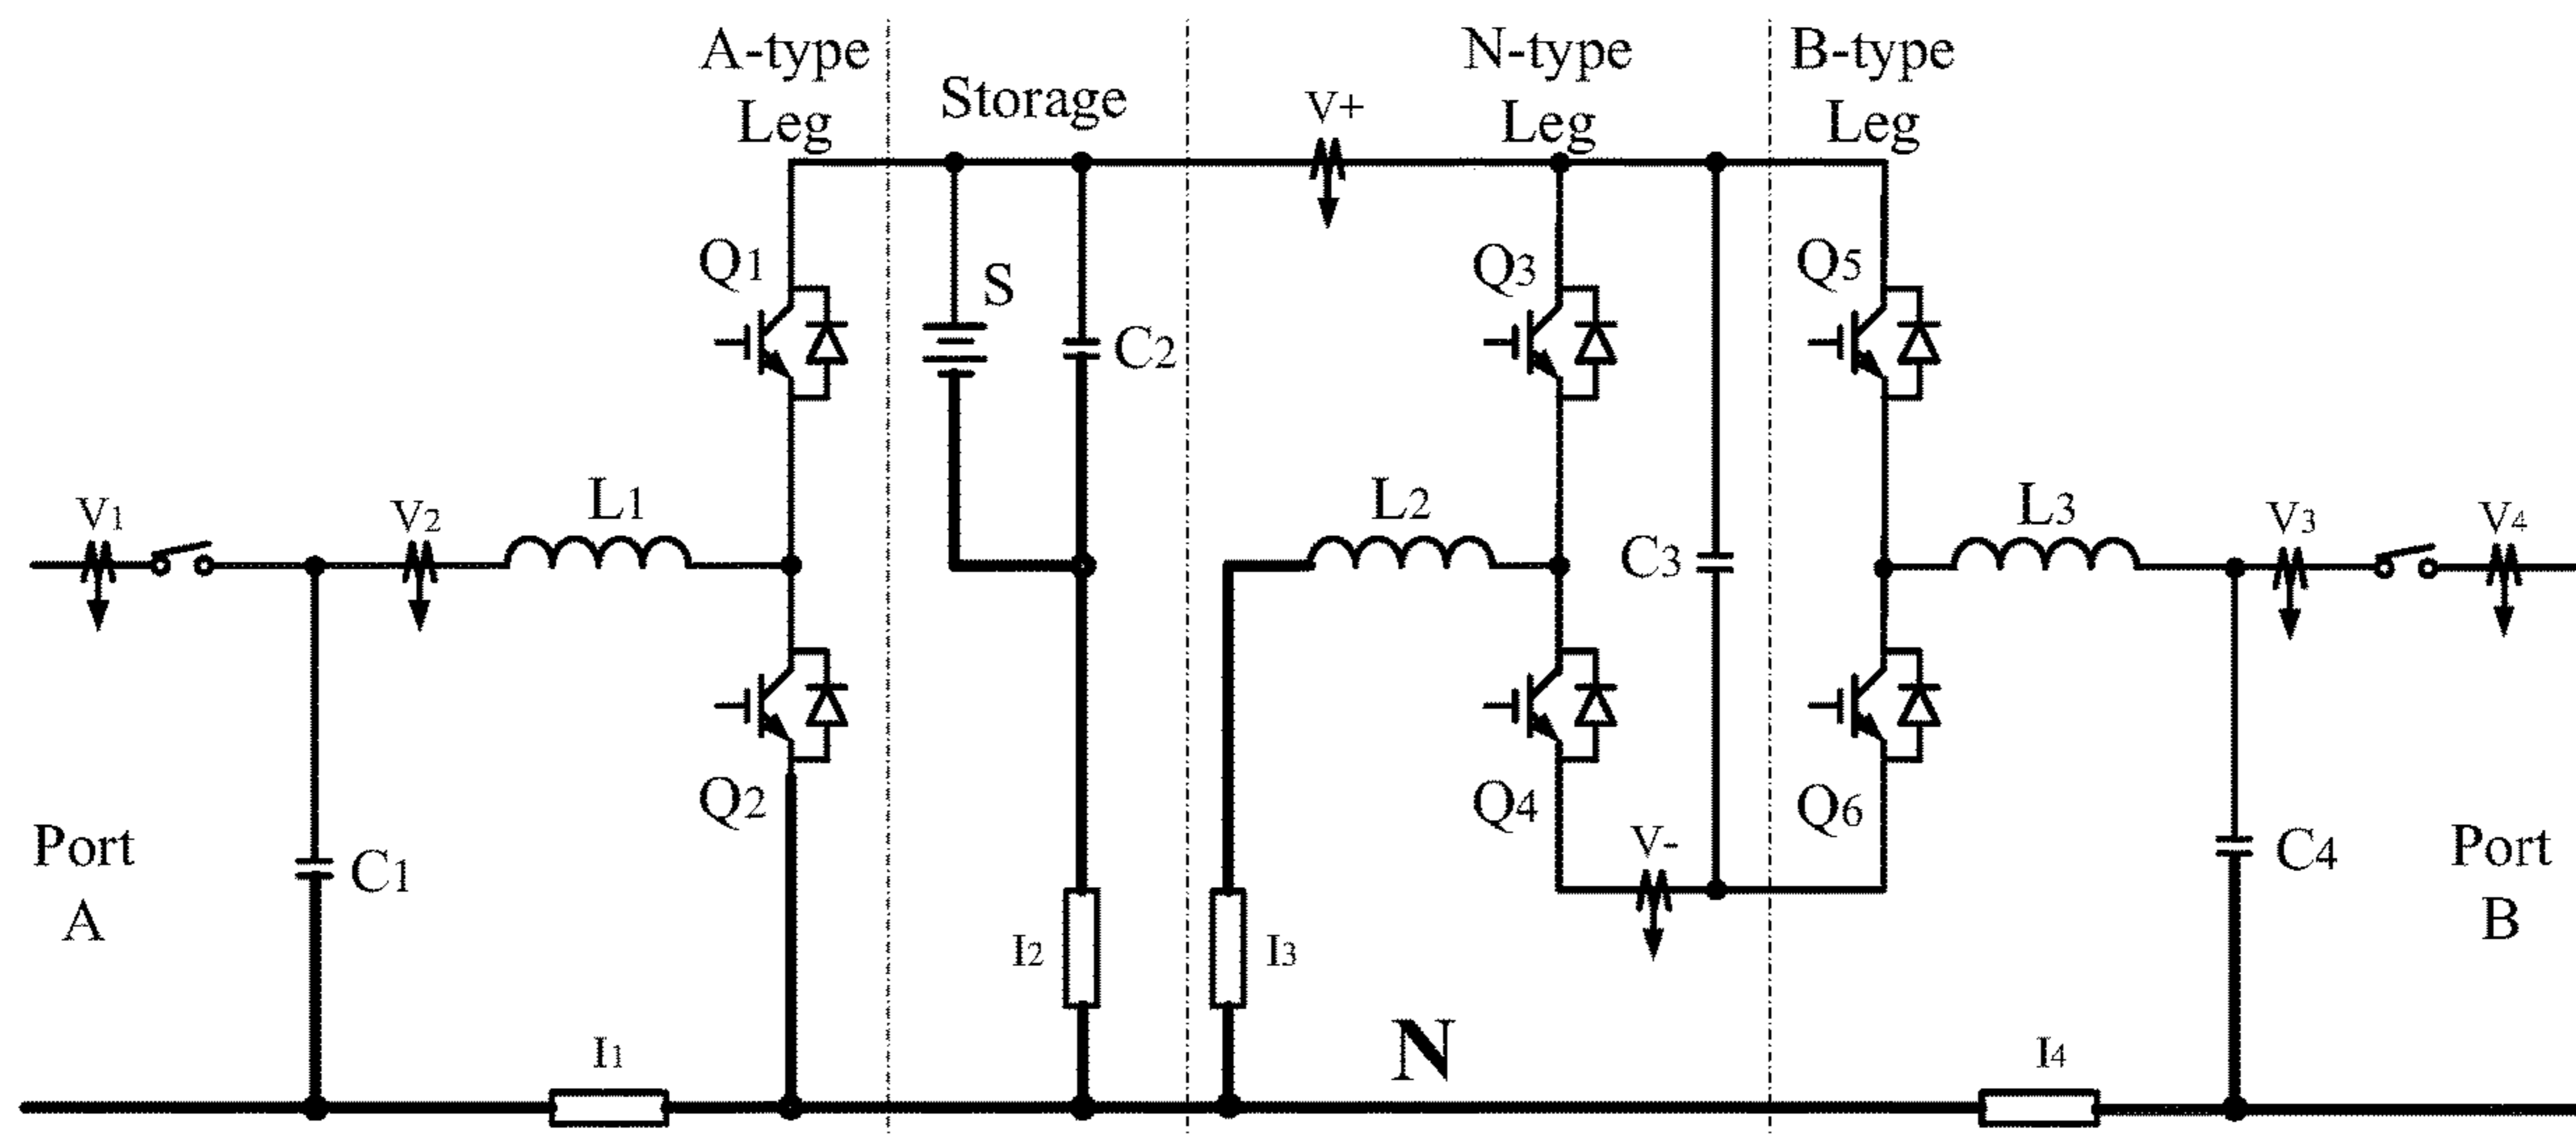 A-type
Leg
Storage
V+
N-type
Leg
B-type
Leg
Q1
S
C2
Q3
Q5
V1
V2
L1
L2
C3
L3
V3
V4
Q2
Q4
V-
Q6
Port
A
C1
I2
I3
C4
Port
B
I1
N
I4